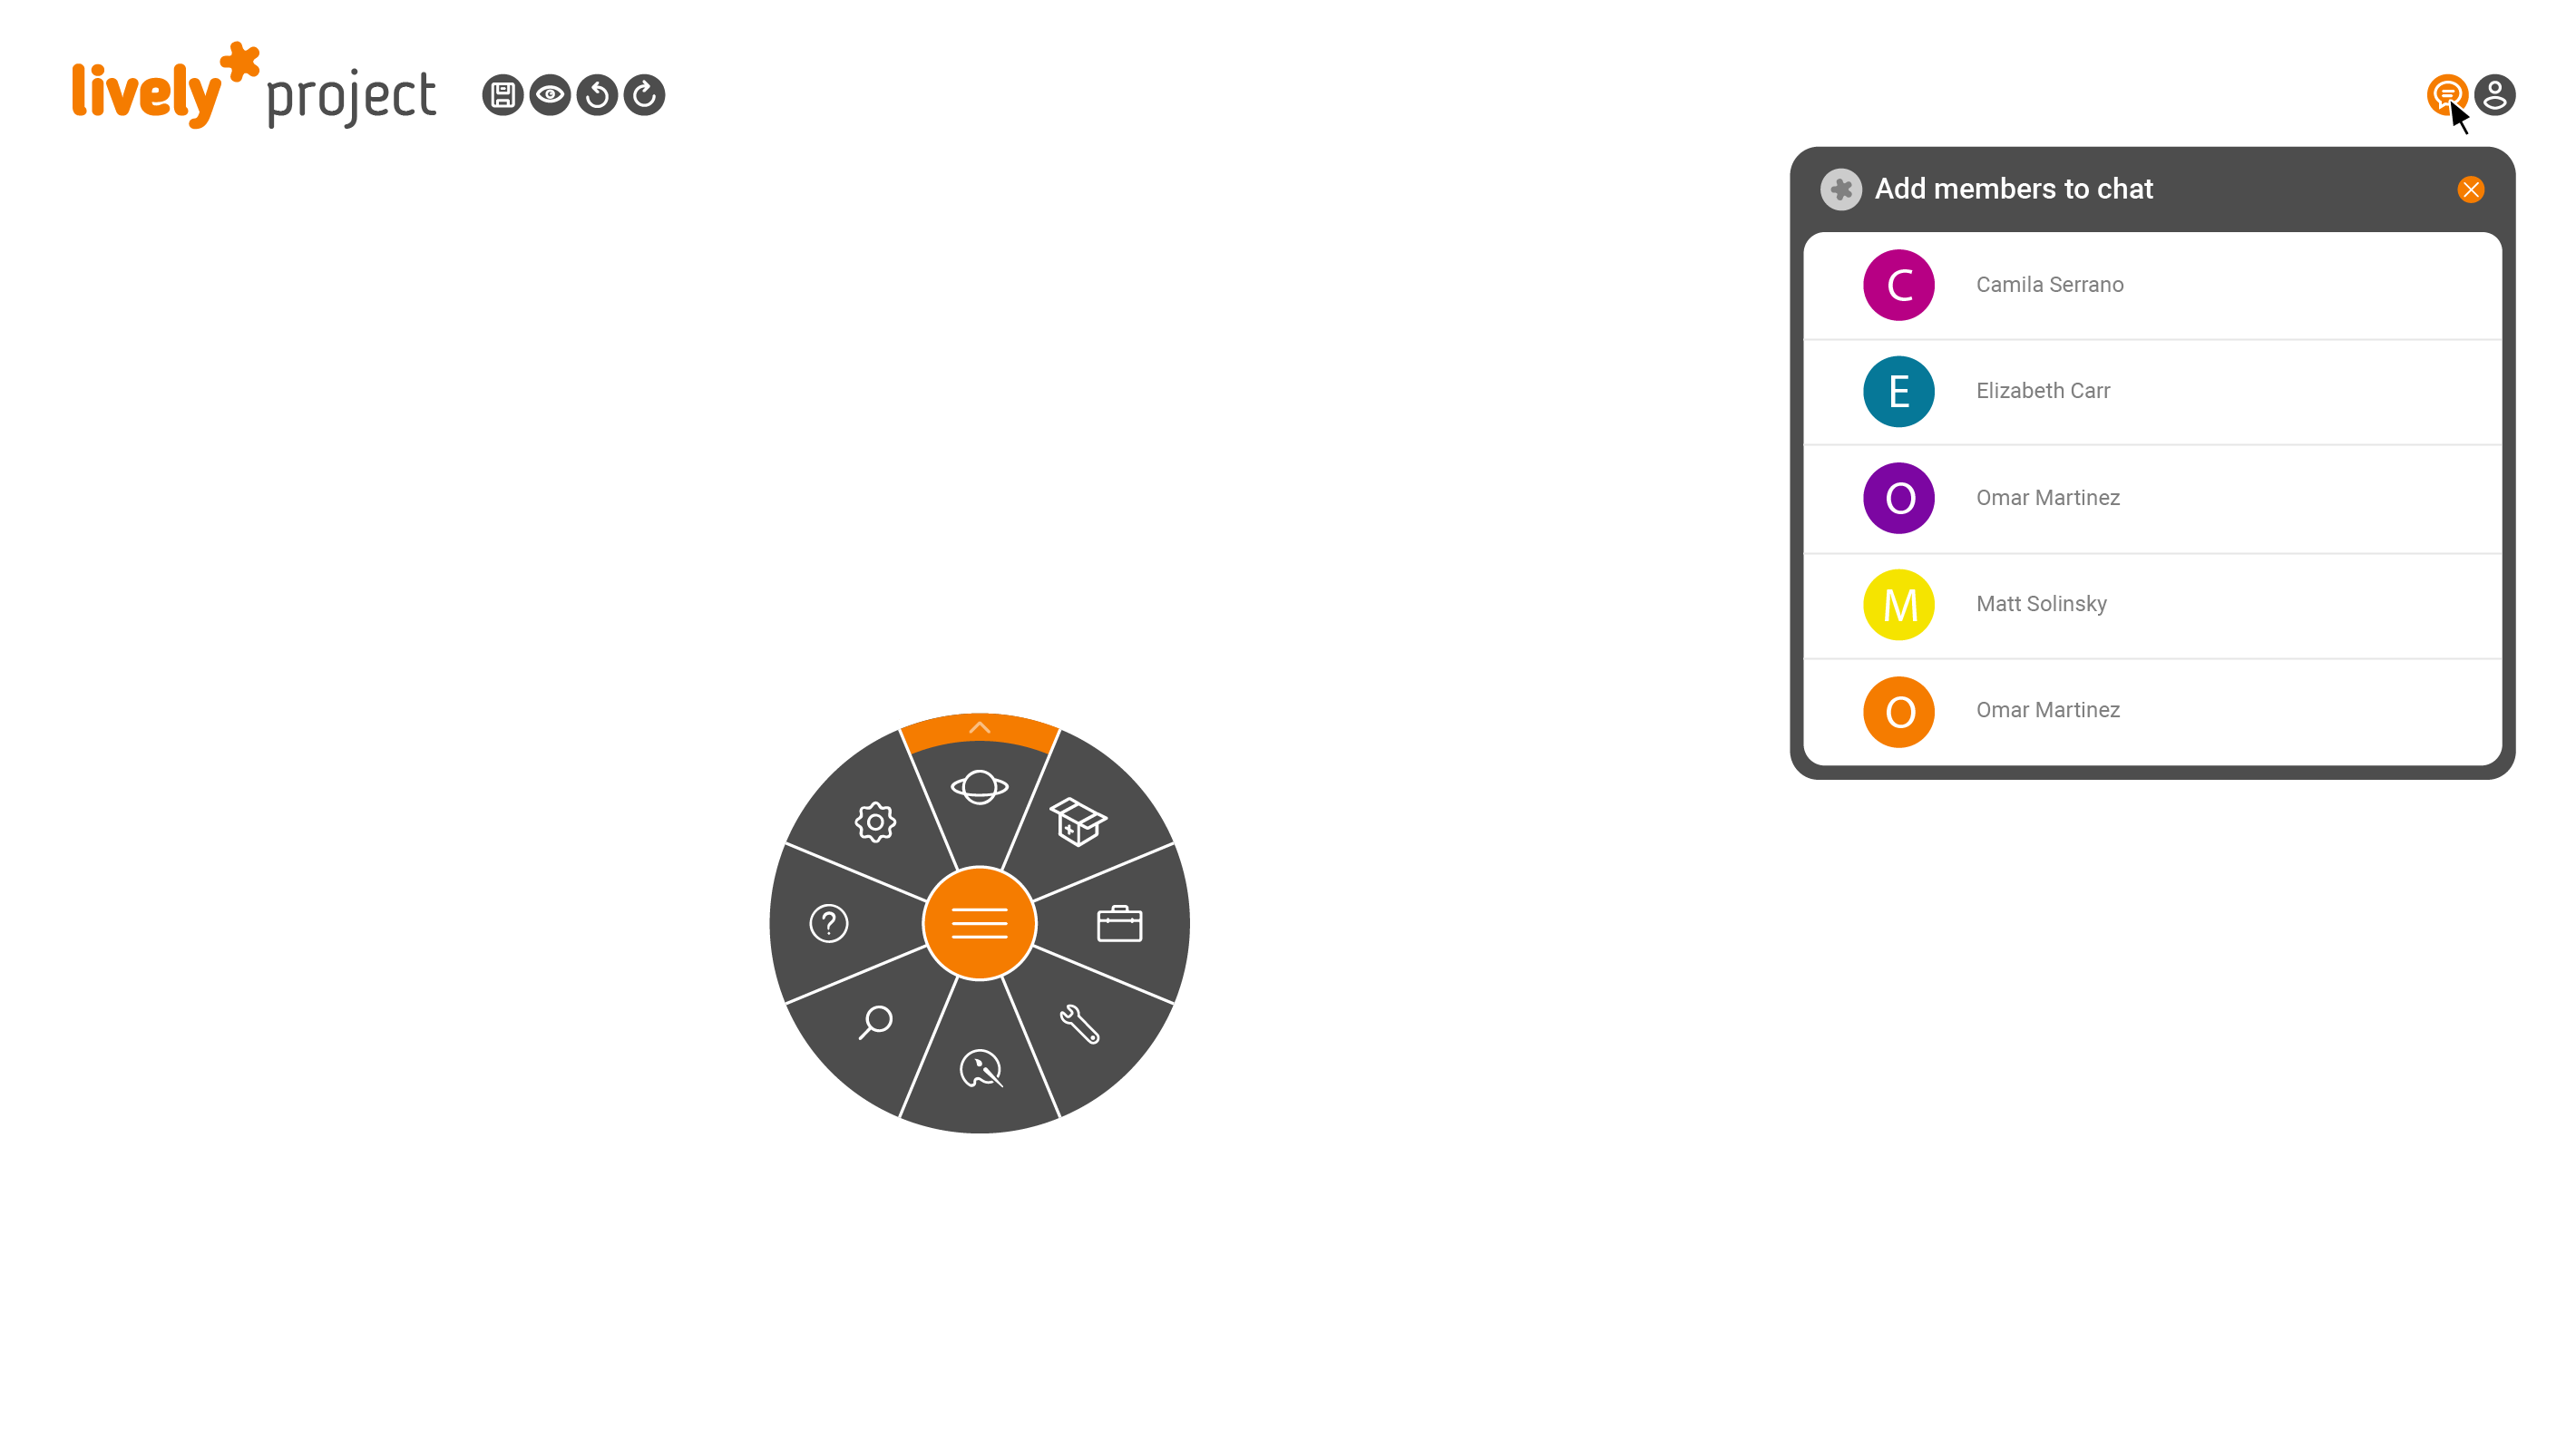 lively project
Add members to chat
C Camila Serrano
E Elizabeth Carr
O Omar Martinez
M Matt Solinsky
O Omar Martinez
?